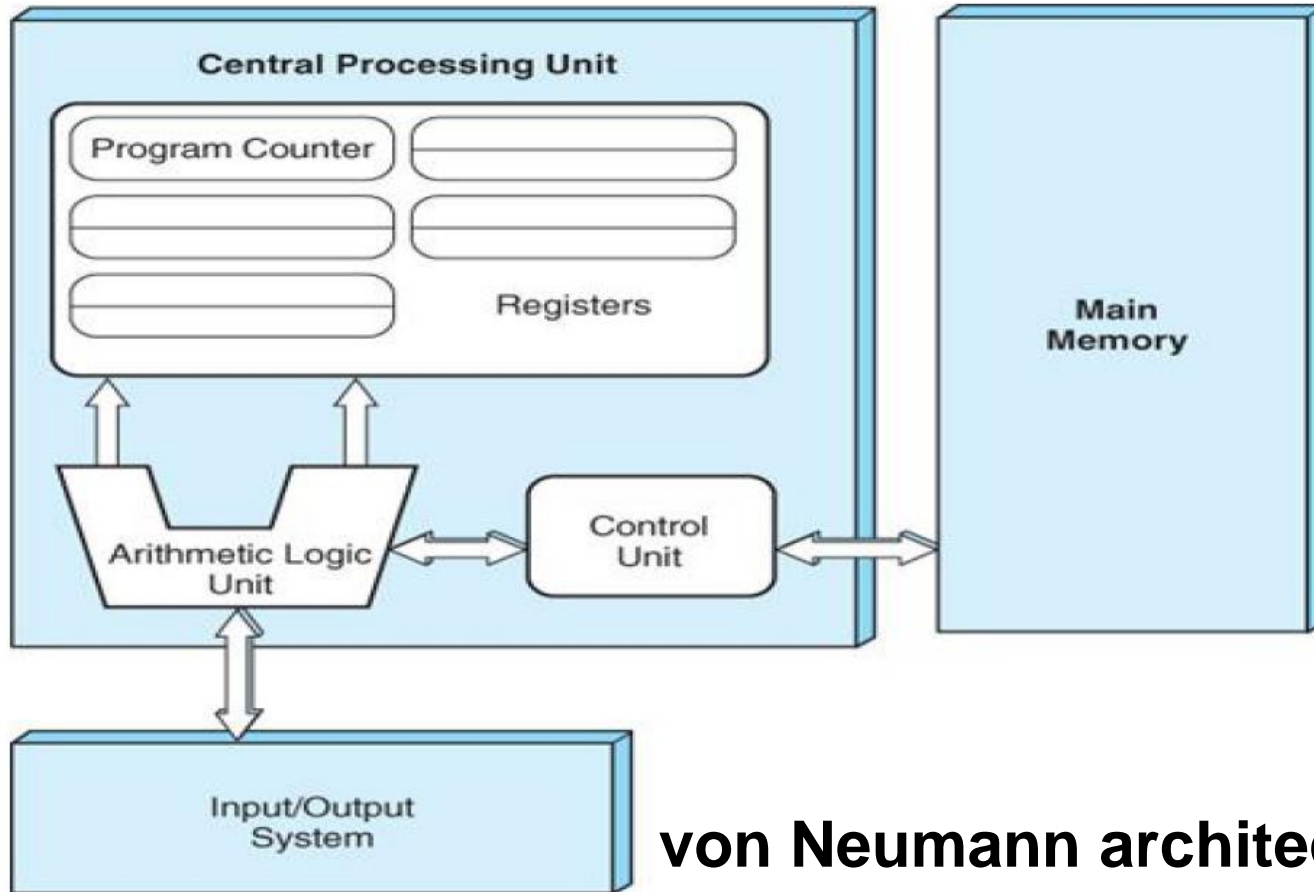 Central Processing Unit
Program Counter
Registers
Main
Memory
Arithmetic Logic
Unit
Control
Unit
Input/Output
System
von Neumann architec